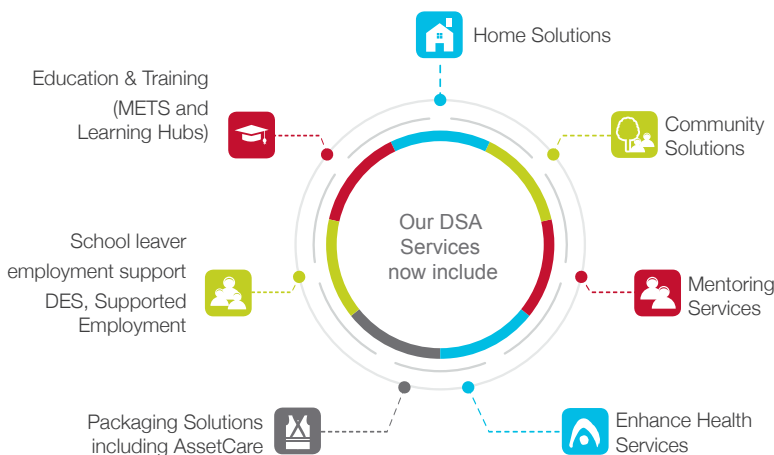 Home Solutions
Education & Training
(METS and
Learning Hubs)
Community
Solutions
Our DSA
Services
now include
School leaver
employment support
DES, Supported
Employment
Mentoring
Services
Packaging Solutions
including AssetCare
Enhance Health
Services